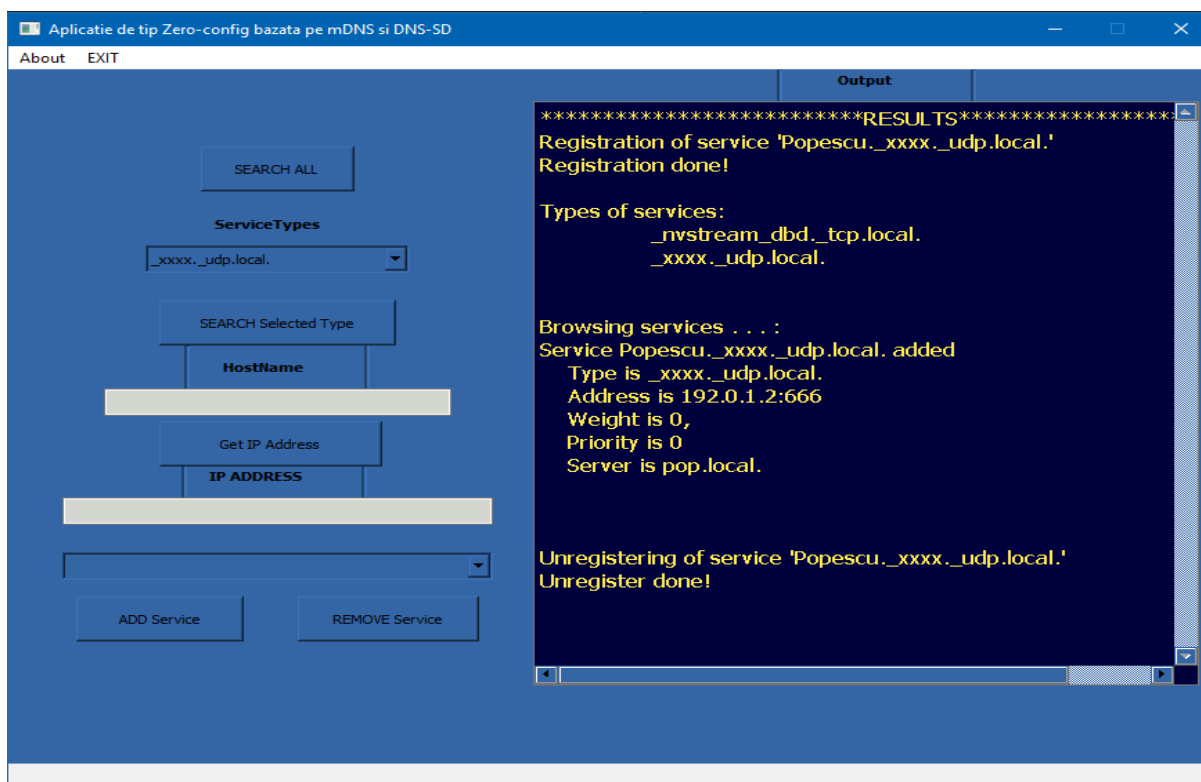 Aplicatie de tip Zero-config bazata pe mDNS si DNS-SD
About EXIT
SEARCH ALL
ServiceTypes
_xxxx._udp.local.
SEARCH Selected Type
HostName
Get IP Address
IP ADDRESS
ADD Service REMOVE Service
Output
***************************RESULTS******************
Registration of service 'Popescu._xxxx._udp.local.'
Registration done!
Types of services:
_nvstream_dbd._tcp.local.
_xxxx._udp.local.
Browsing services . . . :
Service Popescu._xxxx._udp.local. added
Type is _xxxx._udp.local.
Address is 192.0.1.2:666
Weight is 0,
Priority is 0
Server is pop.local.
Unregistering of service 'Popescu._xxxx._udp.local.'
Unregister done!